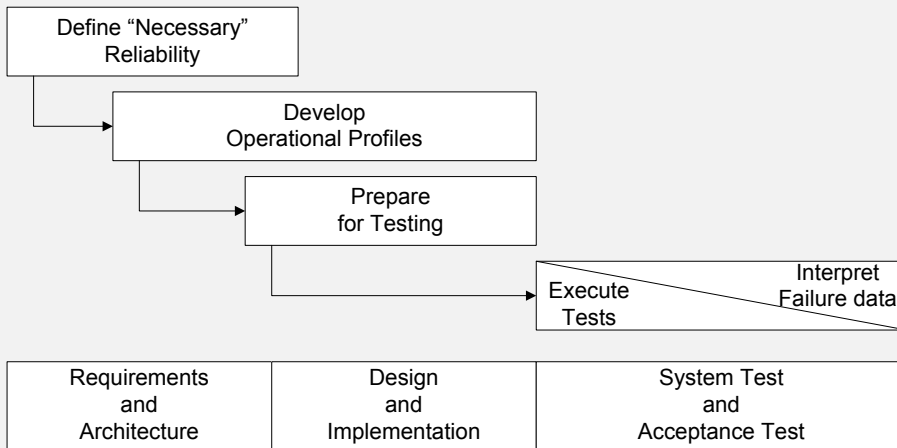 Define “Necessary”
Reliability
Develop
Operational Profiles
Prepare
for Testing
Execute
Tests
Interpret
Failure data
Requirements
and
Architecture
Design
and
Implementation
System Test
and
Acceptance Test